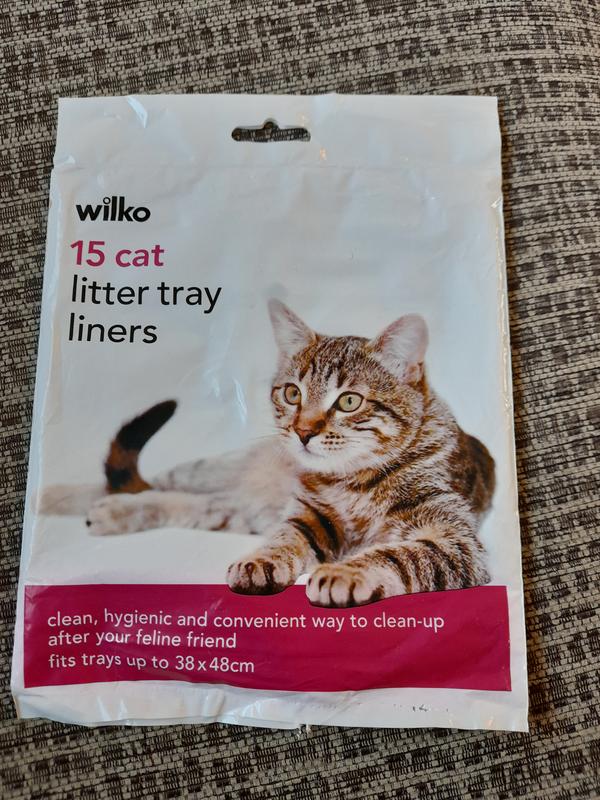 wilko
15 cat
litter tray
liners
clean, hygienic and convenient way to clean-up
after your feline friend
fits trays up to 38x48cm